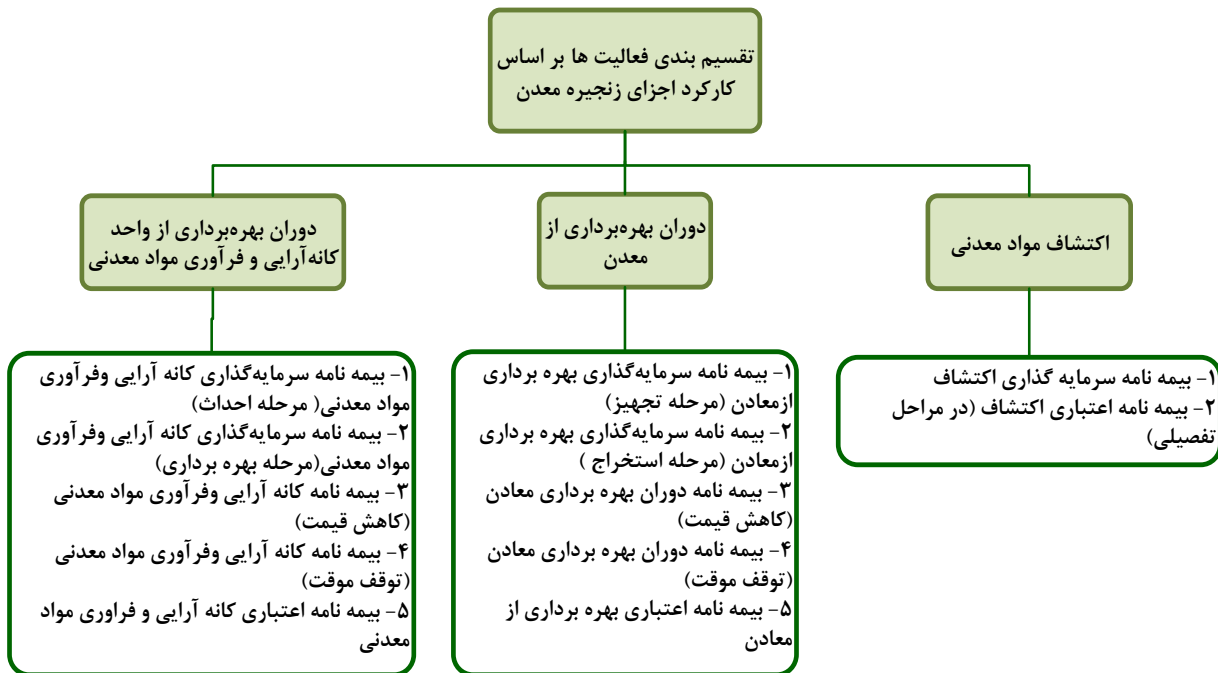 تقسیم بندی فعالیت ها بر اساس
کارکرد اجزای زنجیره معدن
اکتشاف مواد معدنی
۱- بیمه نامه سرمایه گذاری اکتشاف
۲- بیمه نامه اعتباری اکتشاف (در مراحل
تفصیلی)
دوران بهره‌برداری از
معدن
۱- بیمه نامه سرمایه‌گذاری بهره برداری
ازمعادن (مرحله تجهیز)
۲- بیمه نامه سرمایه‌گذاری بهره برداری
ازمعادن (مرحله استخراج )
۳- بیمه نامه دوران بهره برداری معادن
(کاهش قیمت)
۴- بیمه نامه دوران بهره برداری معادن
(توقف موقت)
۵- بیمه نامه اعتباری بهره برداری از
معادن
دوران بهره‌برداری از واحد
کانه‌آرایی و فرآوری مواد معدنی
۱- بیمه نامه سرمایه‌گذاری کانه آرایی وفرآوری
مواد معدنی( مرحله احداث)
۲- بیمه نامه سرمایه‌گذاری کانه آرایی وفرآوری
مواد معدنی(مرحله بهره برداری)
۳- بیمه نامه کانه آرایی وفرآوری مواد معدنی
(کاهش قیمت)
۴- بیمه نامه کانه آرایی وفرآوری مواد معدنی
(توقف موقت)
۵- بیمه نامه اعتباری کانه آرایی و فراوری مواد
معدنی